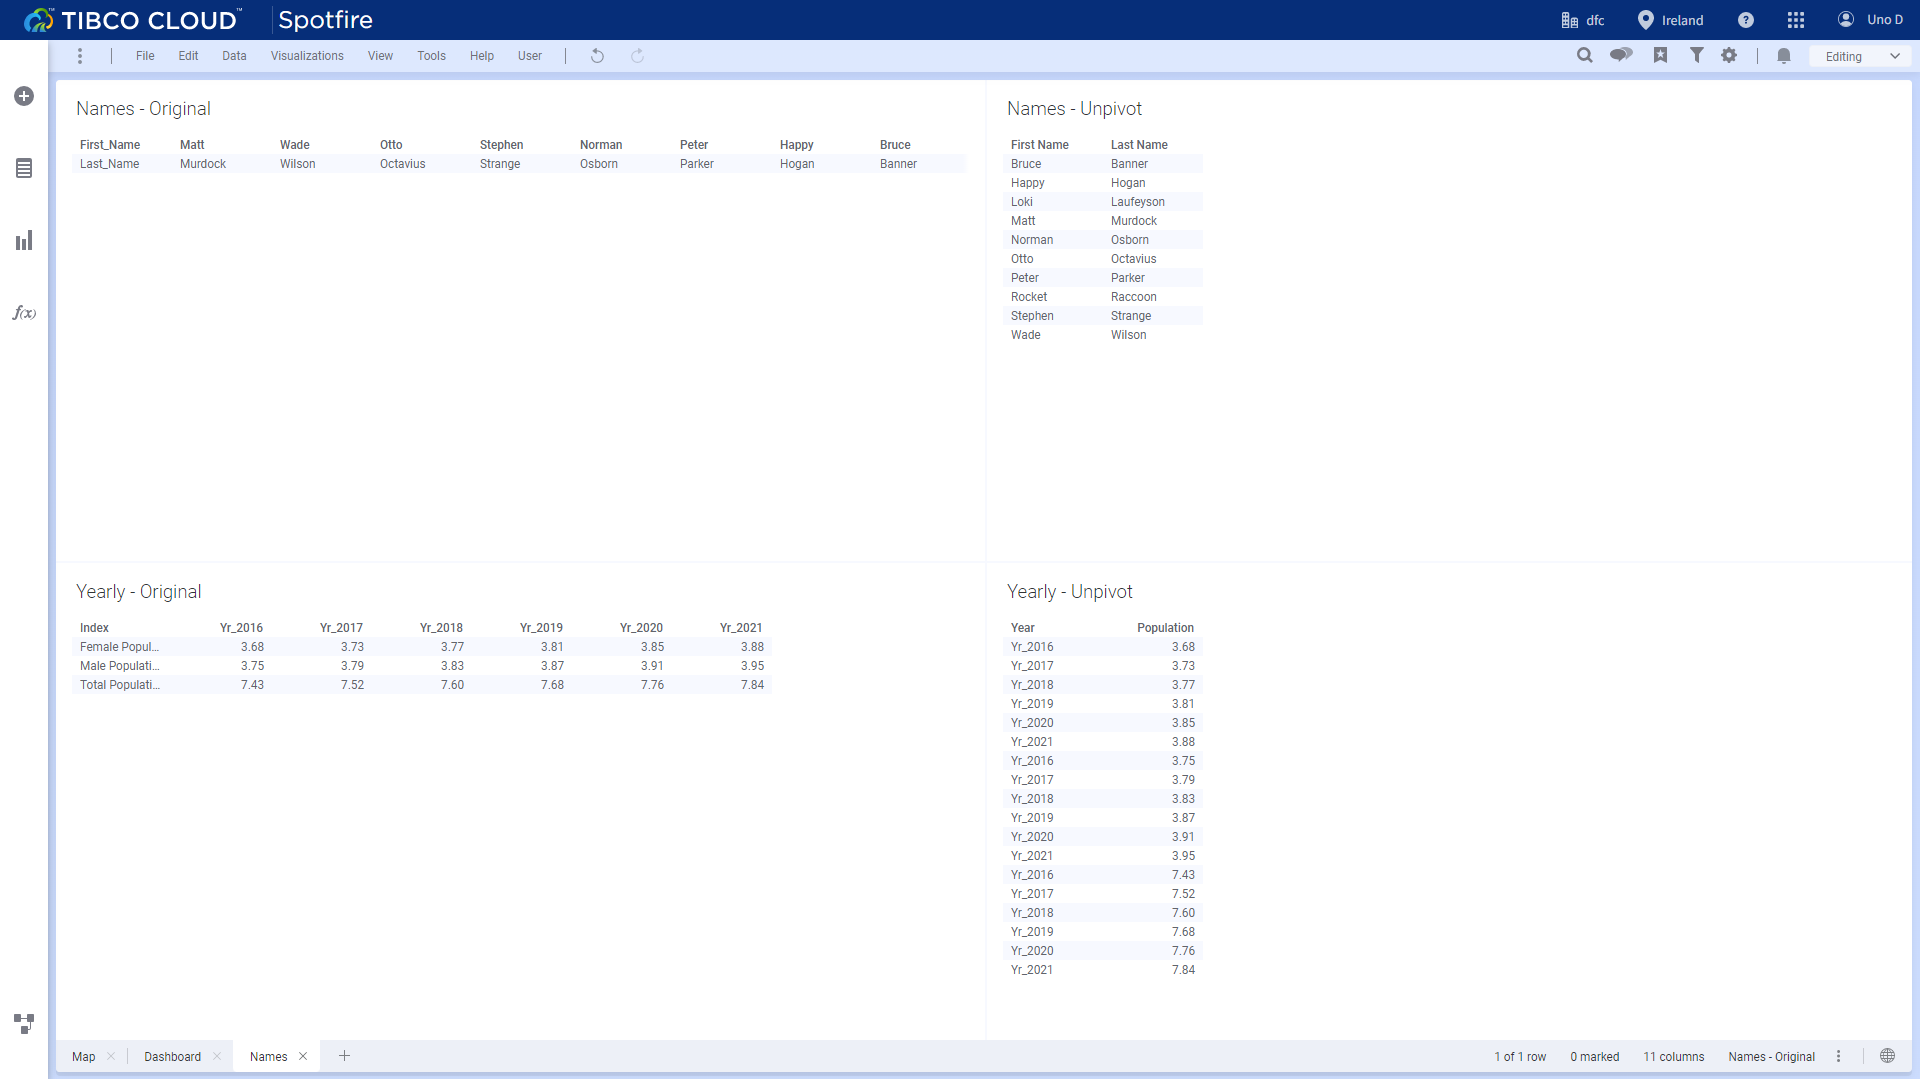 TIBCO CLOUD™ Spotfire dfc Ireland ? Uno D
File Edit Data Visualizations View Tools Help User Editing
f(x)
Names - Original
First_Name Matt Wade Otto Stephen Norman Peter Happy Bruce
Last_Name Murdock Wilson Octavius Strange Osborn Parker Hogan Banner
Names - Unpivot
First Name Last Name
Bruce Banner
Happy Hogan
Loki Laufeyson
Matt Murdock
Norman Osborn
Otto Octavius
Peter Parker
Rocket Raccoon
Stephen Strange
Wade Wilson
Yearly - Original
Index Yr_2016 Yr_2017 Yr_2018 Yr_2019 Yr_2020 Yr_2021
Female Popul... 3.68 3.73 3.77 3.81 3.85 3.88
Male Populati... 3.75 3.79 3.83 3.87 3.91 3.95
Total Populati... 7.43 7.52 7.60 7.68 7.76 7.84
Yearly - Unpivot
Year Population
Yr_2016 3.68
Yr_2017 3.73
Yr_2018 3.77
Yr_2019 3.81
Yr_2020 3.85
Yr_2021 3.88
Yr_2016 3.75
Yr_2017 3.79
Yr_2018 3.83
Yr_2019 3.87
Yr_2020 3.91
Yr_2021 3.95
Yr_2016 7.43
Yr_2017 7.52
Yr_2018 7.60
Yr_2019 7.68
Yr_2020 7.76
Yr_2021 7.84
Map Dashboard Names 1 of 1 row 0 marked 11 columns Names - Original